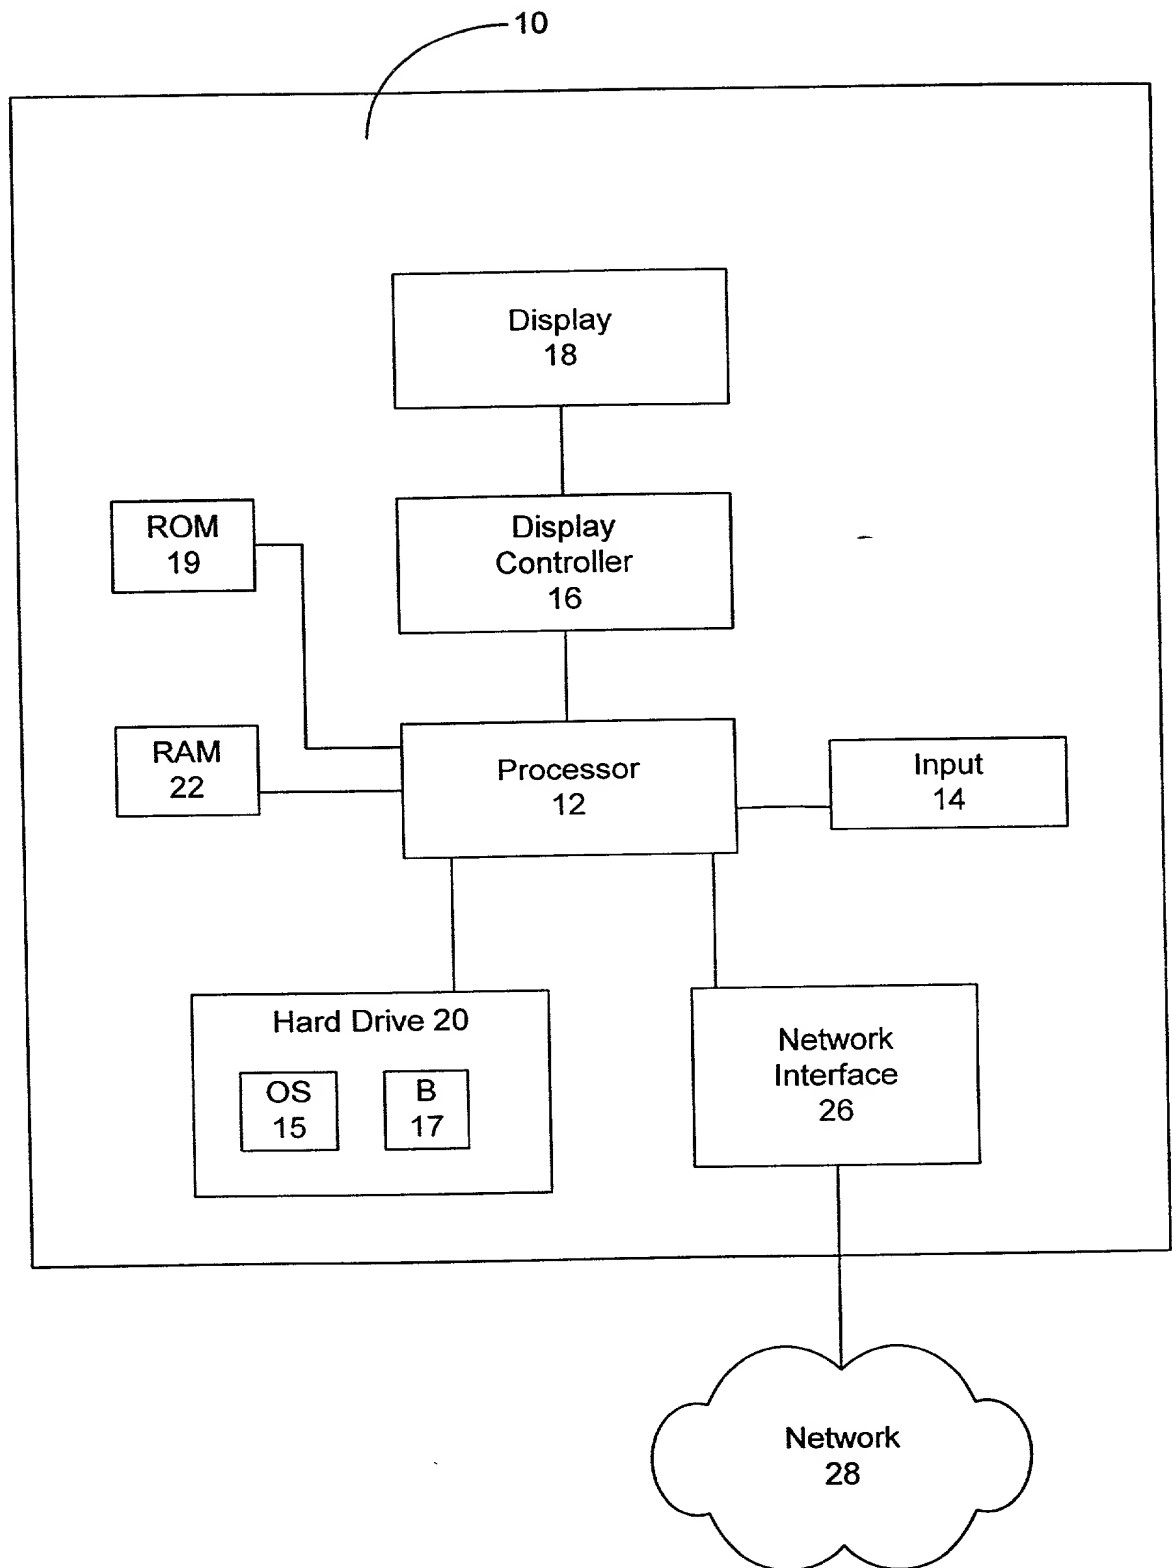 10
Display
18
ROM
19
Display
Controller
16
RAM
22
Processor
12
Input
14
Hard Drive 20
OS
15
B
17
Network
Interface
26
Network
28